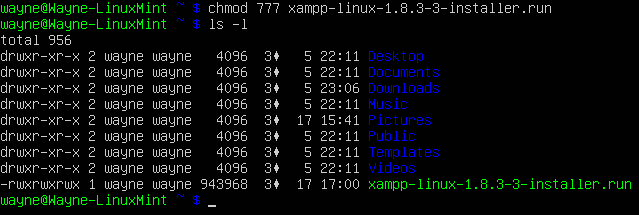 wayne@Wayne-LinuxMint ~ $ chmod 777 xampp-linux-1.8.3-3-installer.run
wayne@Wayne-LinuxMint ~ $ ls -l
total 956
drwxr-xr-x 2 wayne wayne   4096  3♦   5 22:11 Desktop
drwxr-xr-x 2 wayne wayne   4096  3♦   5 22:11 Documents
drwxr-xr-x 2 wayne wayne   4096  3♦   5 23:06 Downloads
drwxr-xr-x 2 wayne wayne   4096  3♦   5 22:11 Music
drwxr-xr-x 2 wayne wayne   4096  3♦  17 15:41 Pictures
drwxr-xr-x 2 wayne wayne   4096  3♦   5 22:11 Public
drwxr-xr-x 2 wayne wayne   4096  3♦   5 22:11 Templates
drwxr-xr-x 2 wayne wayne   4096  3♦   5 22:11 Videos
-rwxrwxrwx 1 wayne wayne 943968  3♦  17 17:00 xampp-linux-1.8.3-3-installer.run
wayne@Wayne-LinuxMint ~ $ _